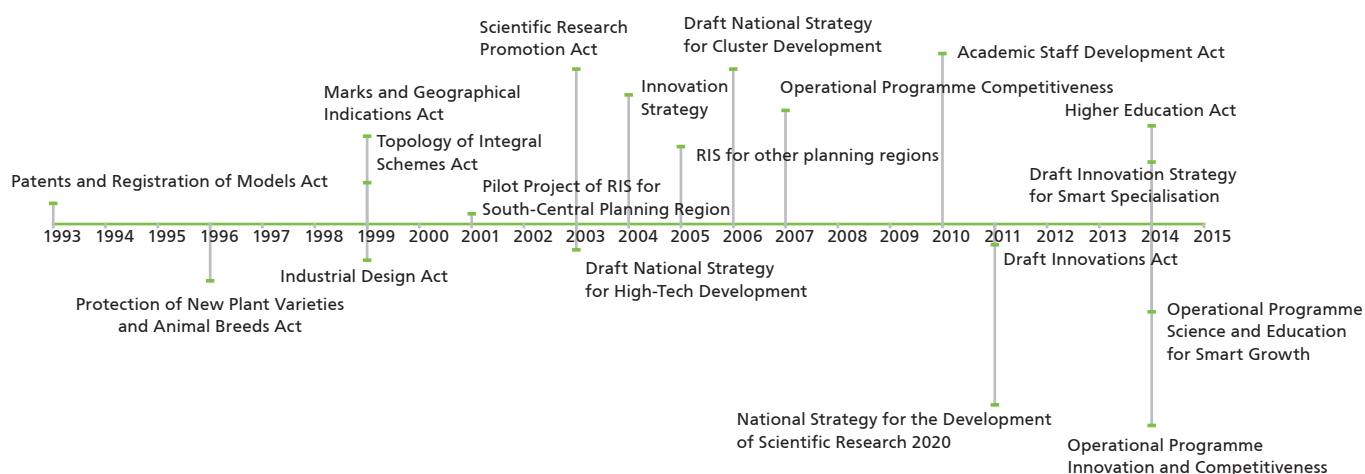 Draft National Strategy
for Cluster Development
Scientific Research
Promotion Act
Academic Staff Development Act
Innovation
Strategy
Operational Programme Competitiveness
Marks and Geographical
Indications Act
Higher Education Act
Topology of Integral
Schemes Act
RIS for other planning regions
Patents and Registration of Models Act
Pilot Project of RIS for
South-Central Planning Region
Draft Innovation Strategy
for Smart Specialisation
1993 1994 1995 1996 1997 1998 1999 2000 2001 2002 2003 2004 2005 2006 2007 2008 2009 2010 2011 2012 2013 2014 2015
Draft Innovations Act
Industrial Design Act
Draft National Strategy
for High-Tech Development
Protection of New Plant Varieties
and Animal Breeds Act
Operational Programme
Science and Education
for Smart Growth
National Strategy for the Development
of Scientific Research 2020
Operational Programme
Innovation and Competitiveness